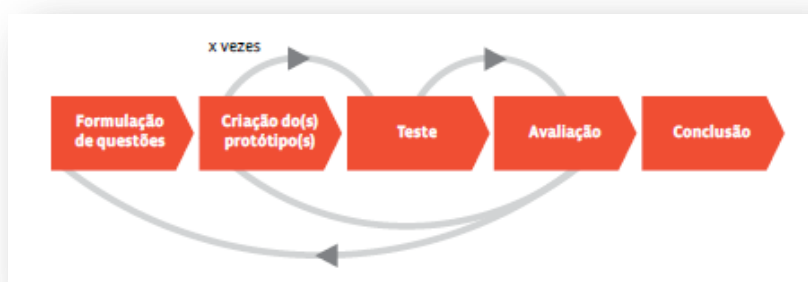 x vezes
Formulação
de questões
Criação do(s)
protótipo(s)
Teste
Avaliação
Conclusão